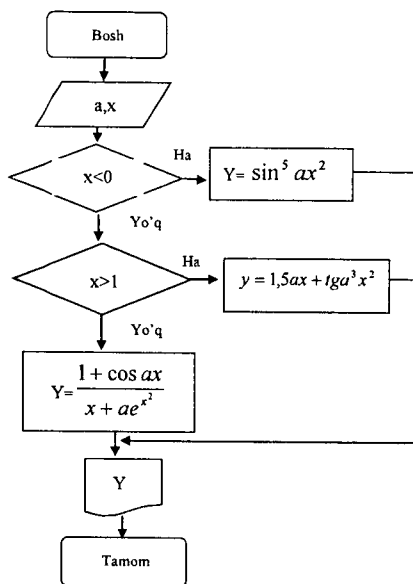 Bosh
a,x
x<0
Ha
Y= sin⁵ ax²
Yo'q
x>1
Ha
y = 1,5ax + tga³x²
Yo'q
Y= (1 + cos ax) / (x + ae^(x²))
Y
Tamom